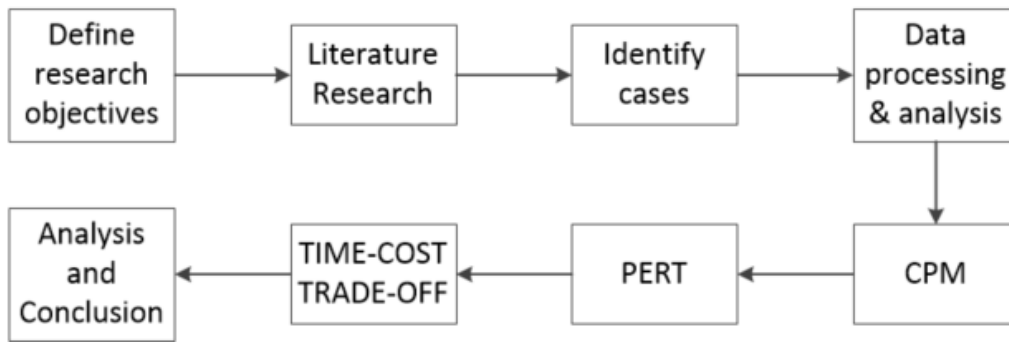 Define
research
objectives
Literature
Research
Identify
cases
Data
processing
& analysis
CPM
PERT
TIME-COST
TRADE-OFF
Analysis
and
Conclusion